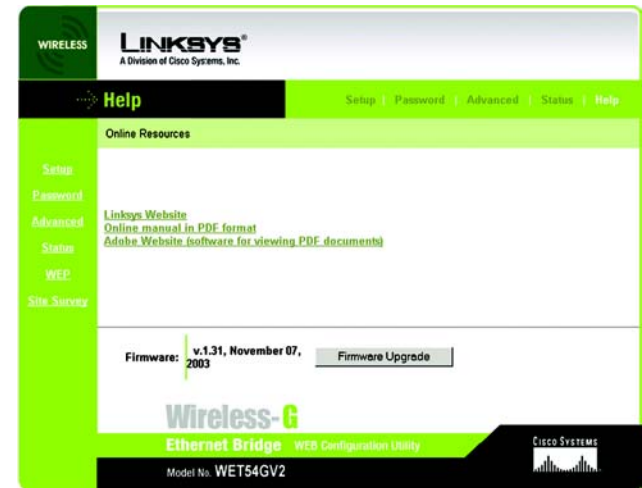 WIRELESS
LINKSYS®
A Division of Cisco Systems, Inc.
Help
Setup | Password | Advanced | Status | Help
Online Resources
Setup
Password
Advanced
Status
WEP
Site Survey
Linksys Website
Online manual in PDF format
Adobe Website (software for viewing PDF documents)
Firmware: v.1.31, November 07,
2003
Firmware Upgrade
Wireless-G
Ethernet Bridge WEB Configuration Utility
Model No. WET54GV2
CISCO SYSTEMS